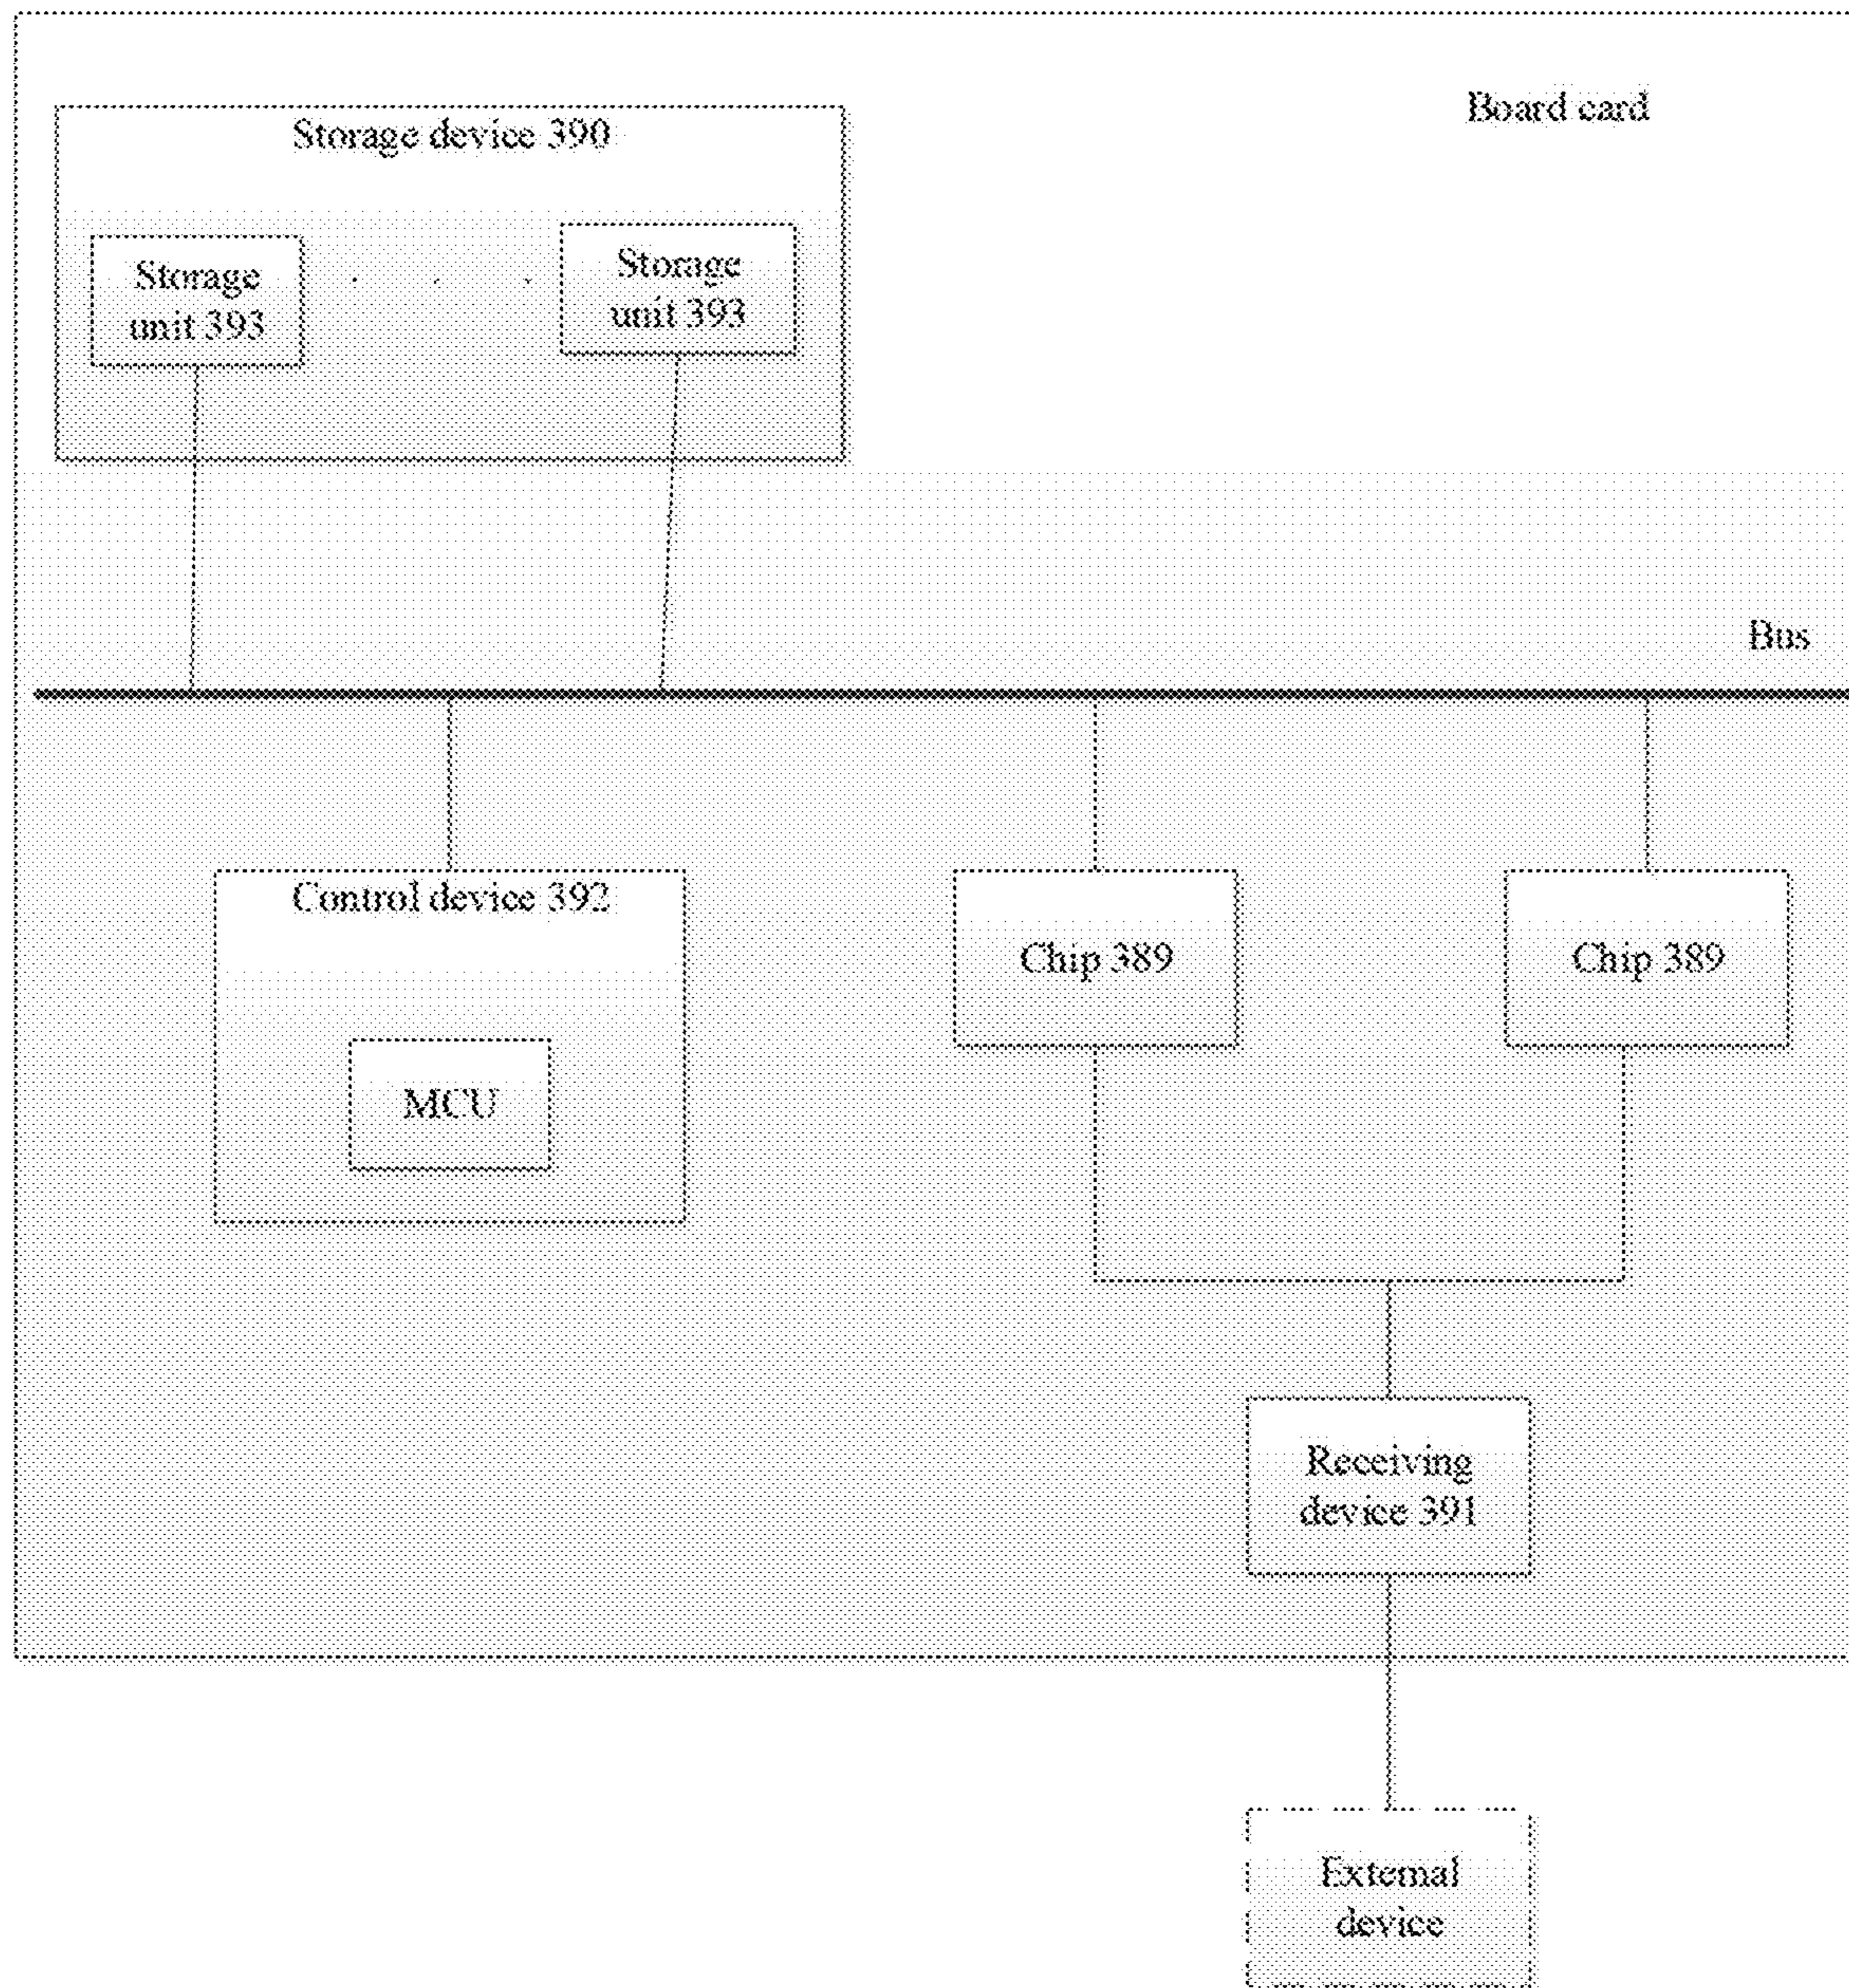 Board card
Storage device 390
Storage
unit 393
Storage
unit 393
Bus
Control device 392
MCU
Chip 389
Chip 389
Receiving
device 391
External
device